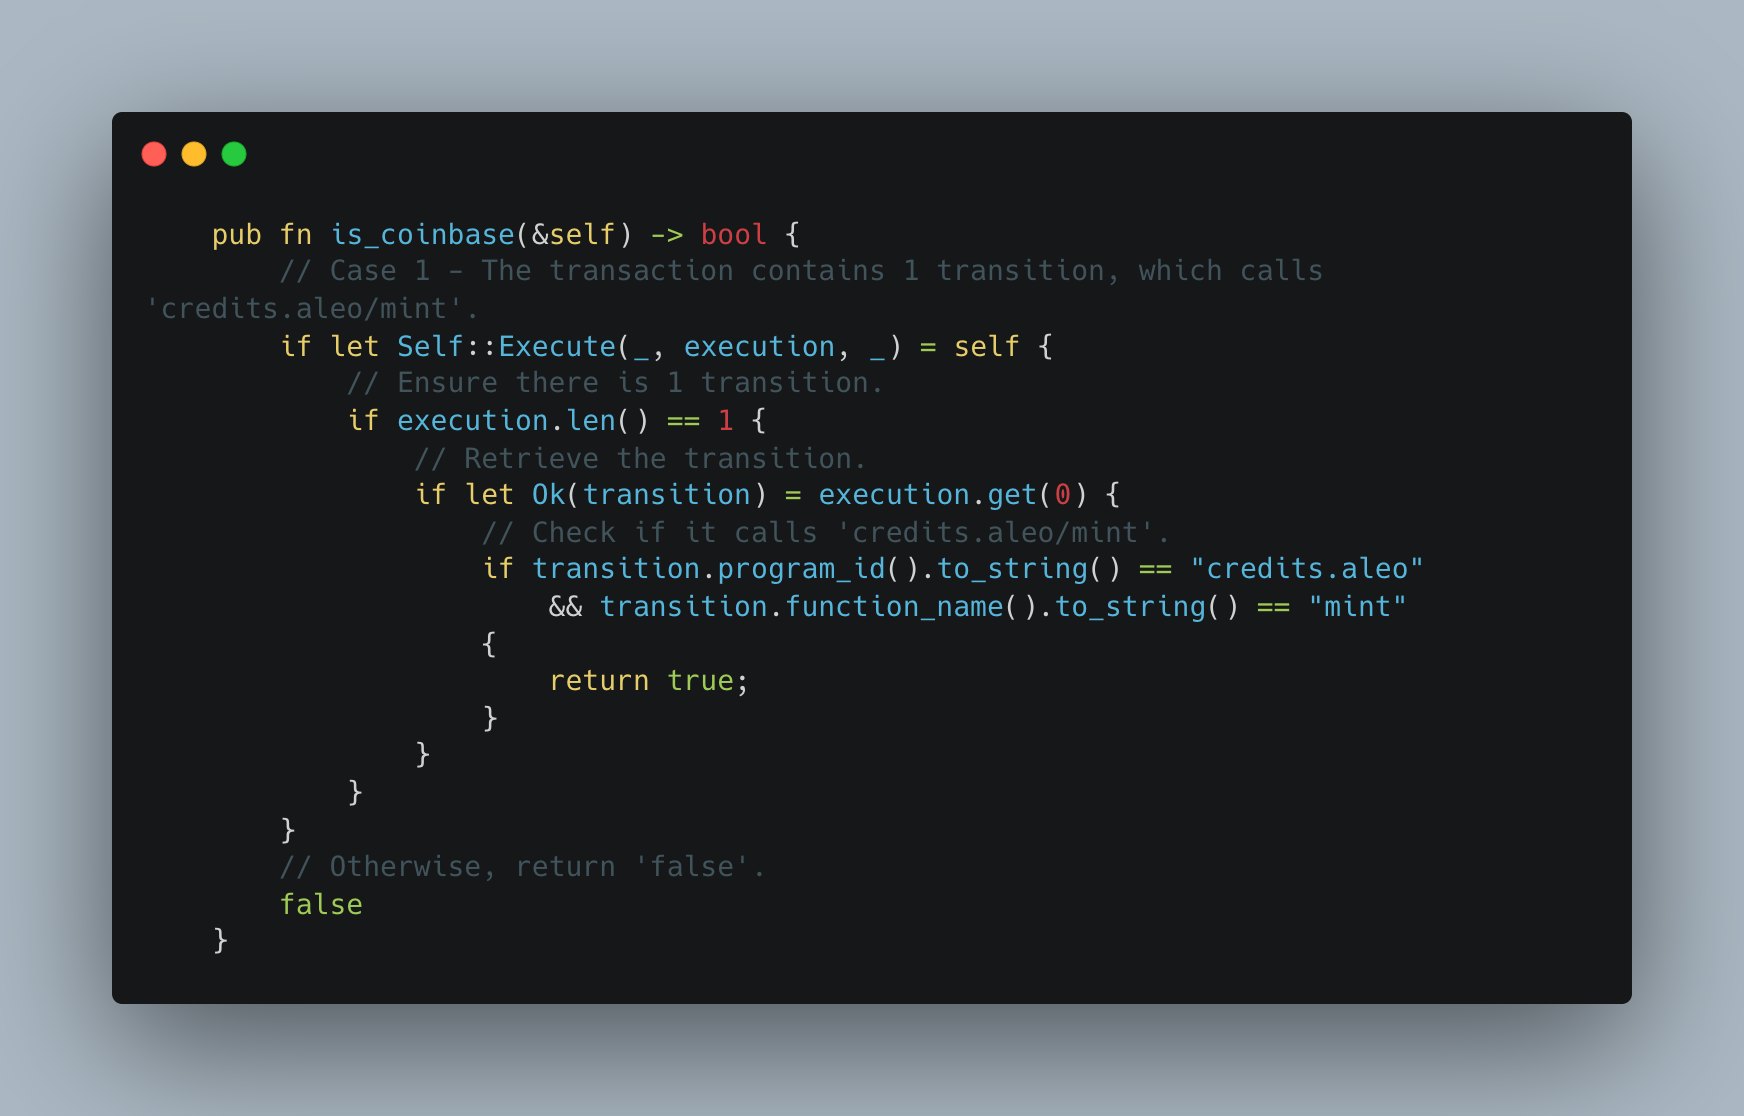 pub fn is_coinbase(&self) -> bool {
// Case 1 - The transaction contains 1 transition, which calls
'credits.aleo/mint'.
if let Self::Execute(_, execution, _) = self {
// Ensure there is 1 transition.
if execution.len() == 1 {
// Retrieve the transition.
if let Ok(transition) = execution.get(0) {
// Check if it calls 'credits.aleo/mint'.
if transition.program_id().to_string() == "credits.aleo"
&& transition.function_name().to_string() == "mint"
{
return true;
}
}
}
}
// Otherwise, return 'false'.
false
}